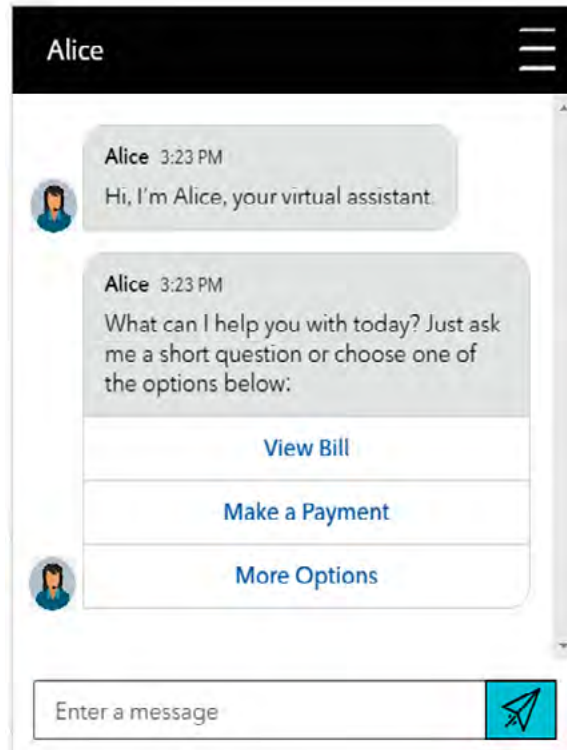 Alice
Alice 3:23 PM
Hi, I'm Alice, your virtual assistant.
Alice 3:23 PM
What can I help you with today? Just ask
me a short question or choose one of
the options below:
View Bill
Make a Payment
More Options
Enter a message